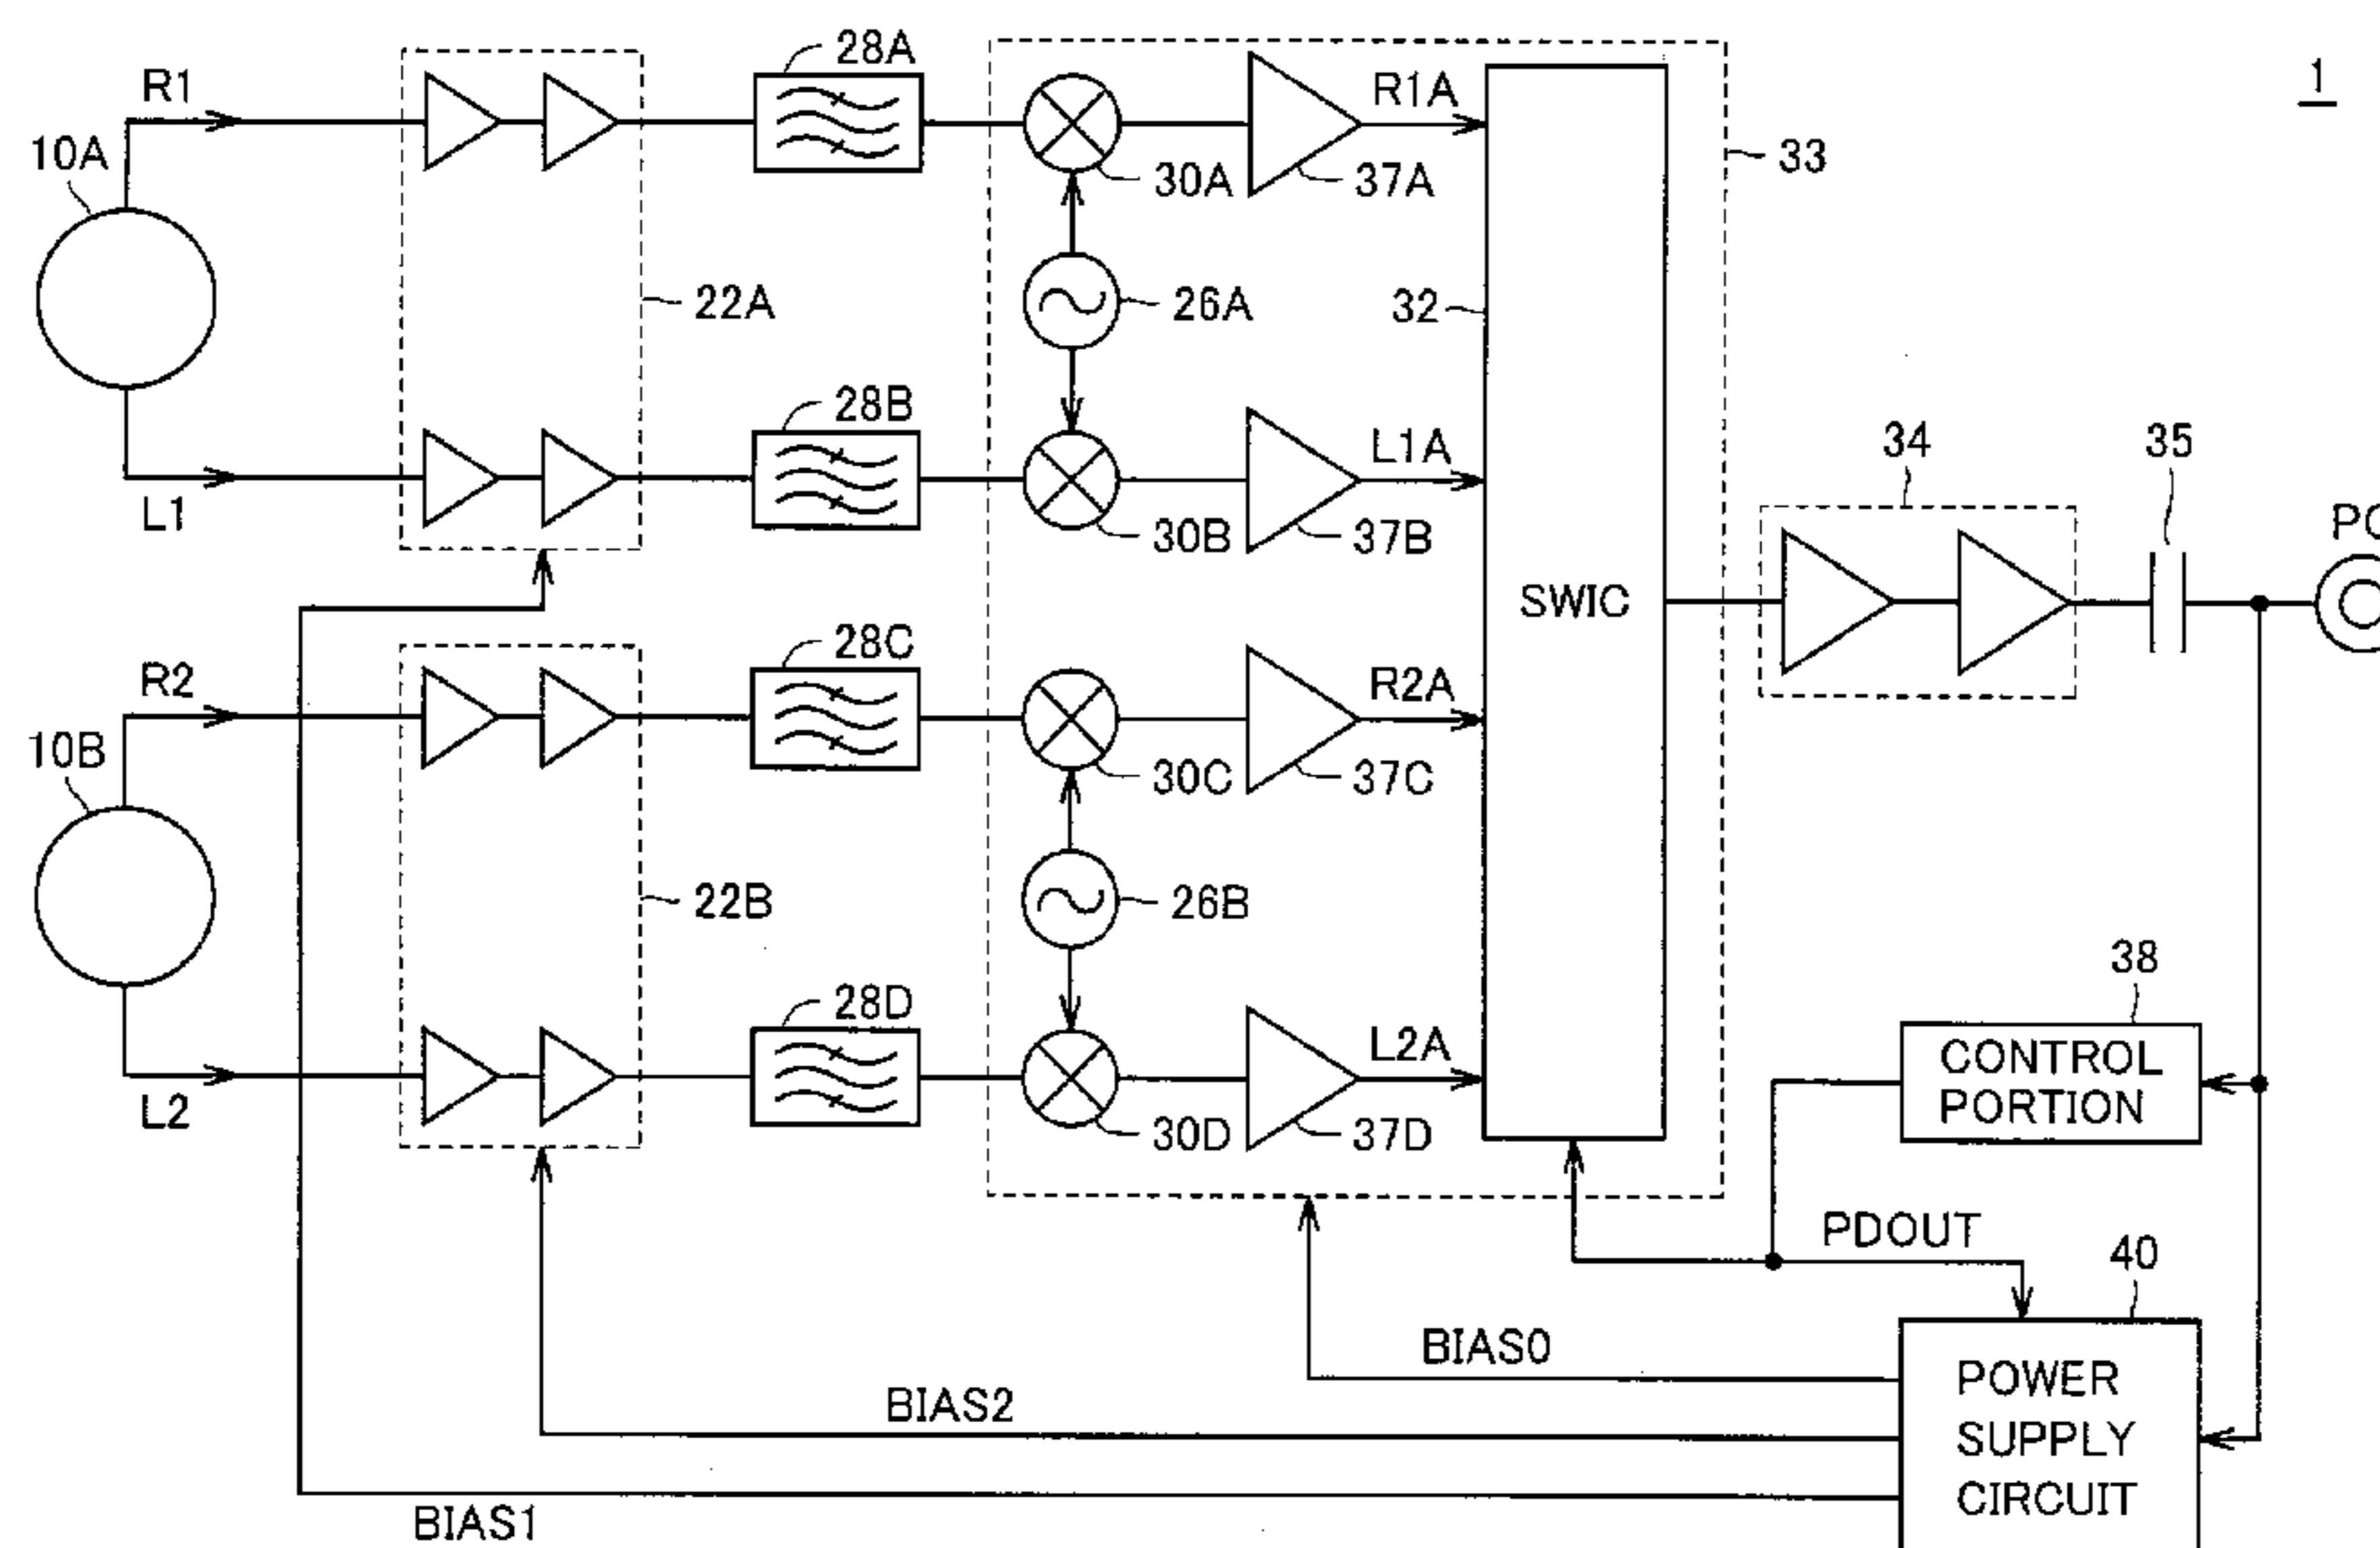 1
28A
R1
R1A
10A
33
30A
37A
22A
26A
32
28B
L1A
34
35
L1
30B
37B
PO
SWIC
28C
R2
R2A
10B
30C
37C
22B
26B
38
28D
L2A
CONTROL
PORTION
L2
30D
37D
PDOUT
40
BIAS0
POWER
BIAS2
SUPPLY
CIRCUIT
BIAS1